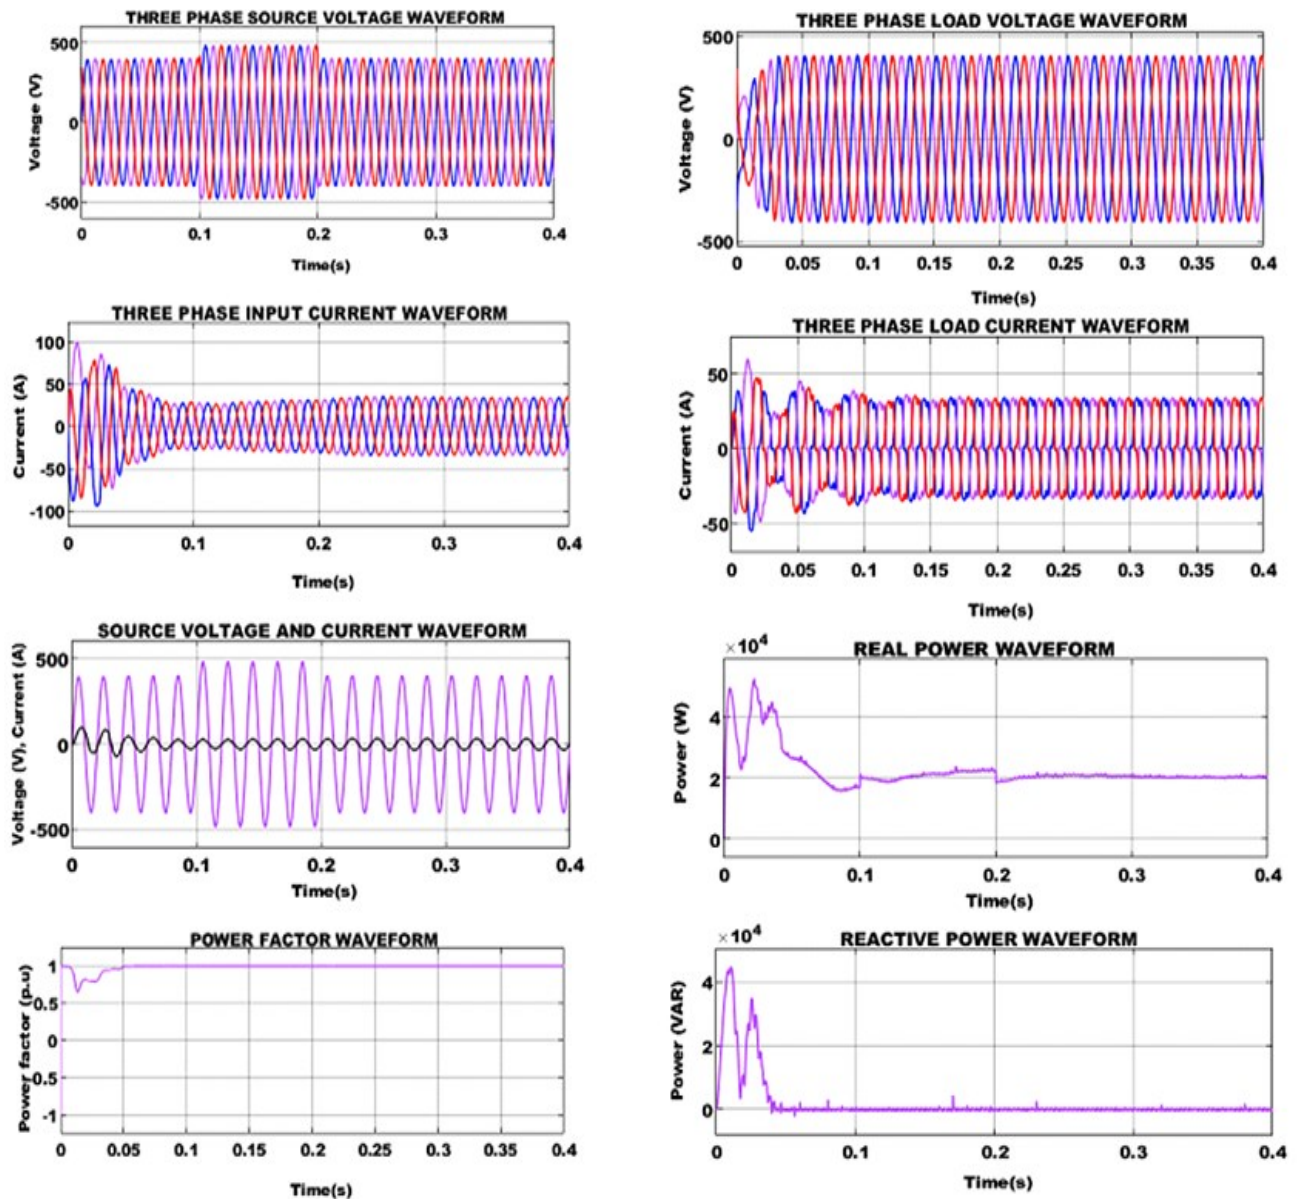 THREE PHASE SOURCE VOLTAGE WAVEFORM
Voltage (V)
500
0
-500
0 0.1 0.2 0.3 0.4
Time(s)
THREE PHASE LOAD VOLTAGE WAVEFORM
Voltage (V)
500
0
-500
0 0.05 0.1 0.15 0.2 0.25 0.3 0.35 0.4
Time(s)
THREE PHASE INPUT CURRENT WAVEFORM
Current (A)
100
50
0
-50
-100
0 0.1 0.2 0.3 0.4
Time(s)
THREE PHASE LOAD CURRENT WAVEFORM
Current (A)
50
0
-50
0 0.05 0.1 0.15 0.2 0.25 0.3 0.35 0.4
Time(s)
SOURCE VOLTAGE AND CURRENT WAVEFORM
Voltage (V), Current (A)
500
0
-500
0 0.1 0.2 0.3 0.4
Time(s)
REAL POWER WAVEFORM
×10⁴
Power (W)
4
2
0
0 0.1 0.2 0.3 0.4
Time(s)
POWER FACTOR WAVEFORM
Power factor (p.u)
1
0.5
0
-0.5
-1
0 0.05 0.1 0.15 0.2 0.25 0.3 0.35 0.4
Time(s)
REACTIVE POWER WAVEFORM
×10⁴
Power (VAR)
4
2
0
0 0.1 0.2 0.3 0.4
Time(s)